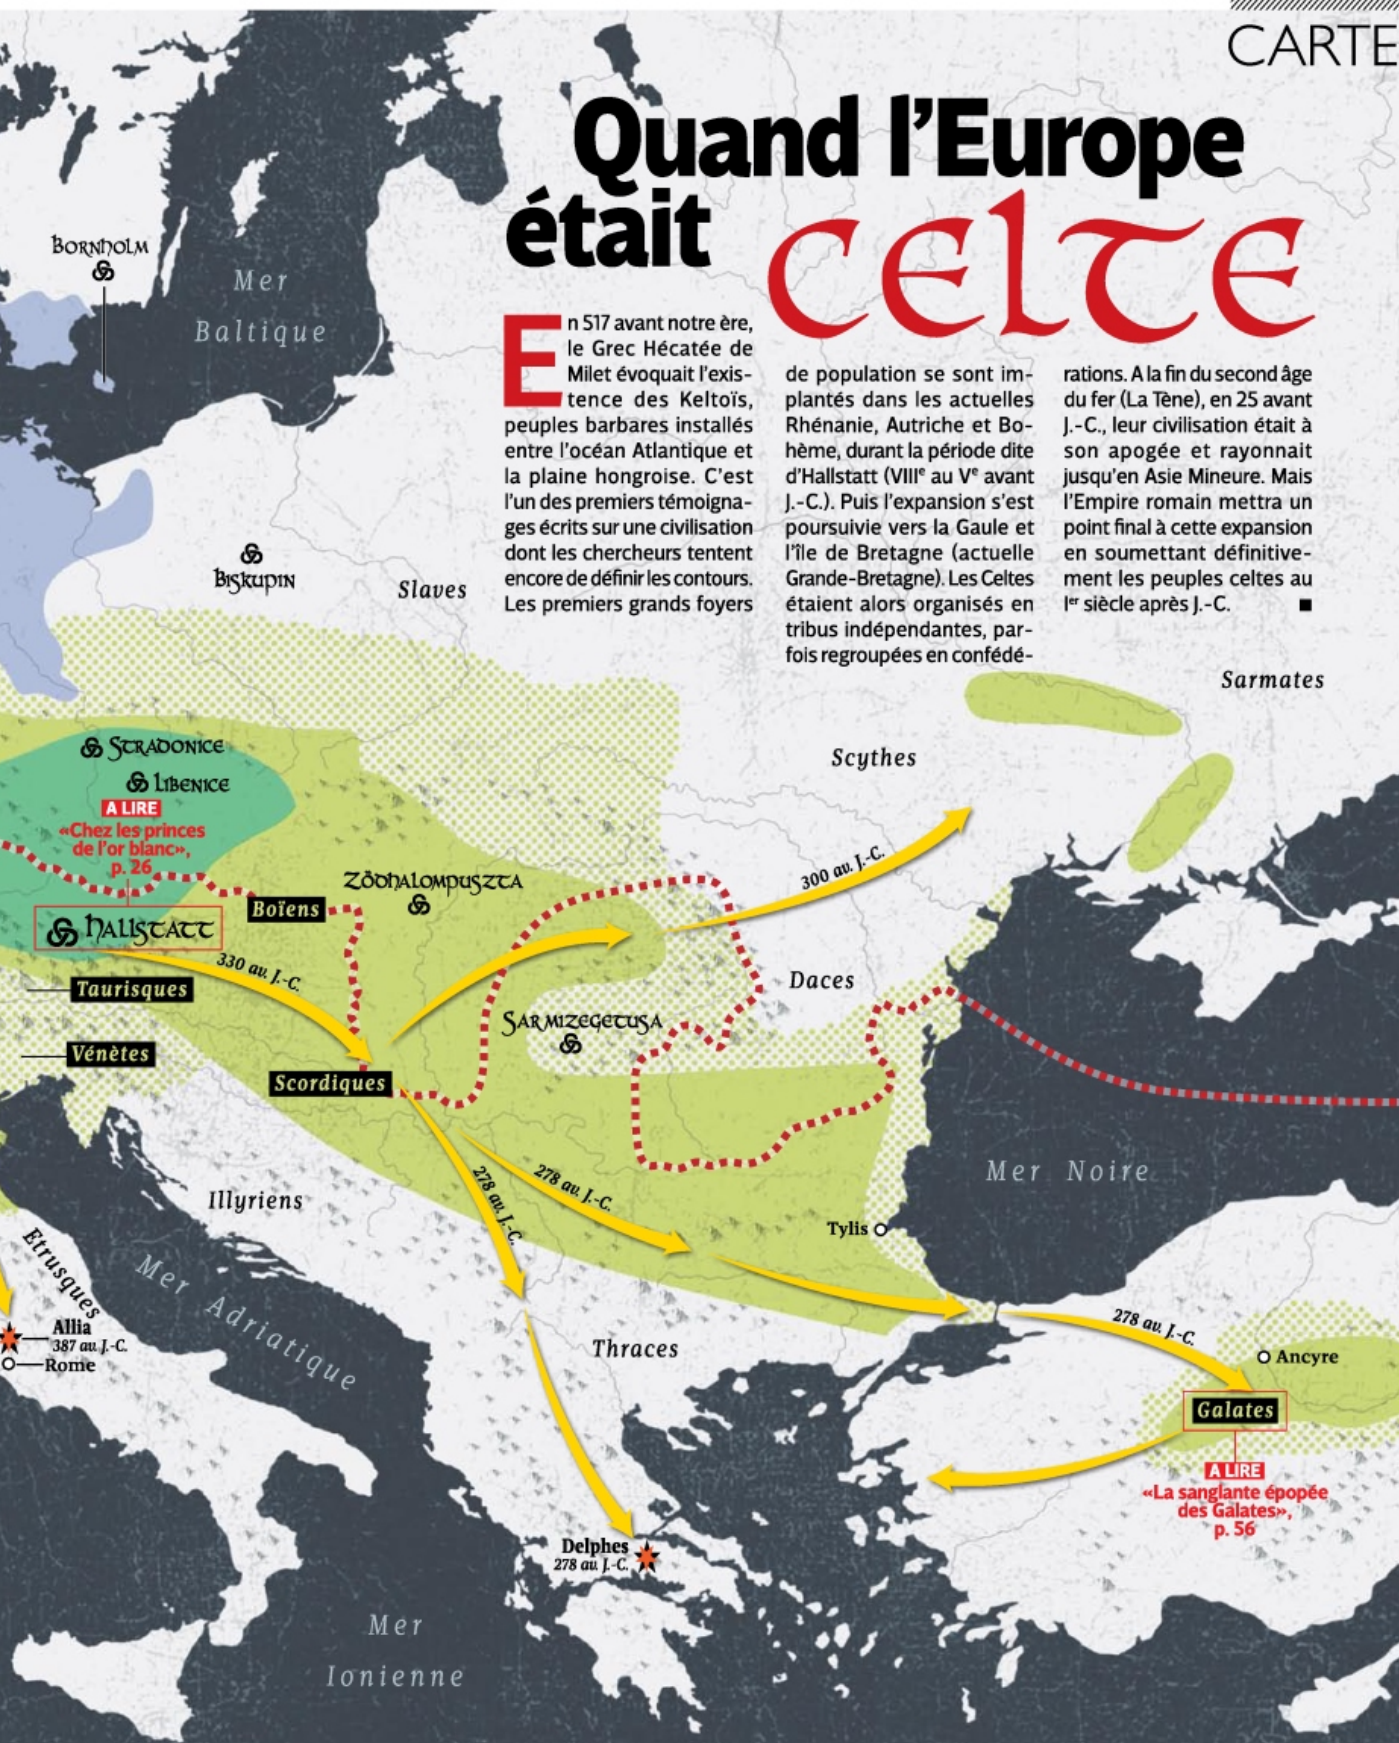 CARTE
Quand l'Europe
était CELTE
En 517 avant notre ère,
le Grec Hécatée de
Milet évoquait l'exis-
tence des Keltoïs,
peuples barbares installés
entre l'océan Atlantique et
la plaine hongroise. C'est
l'un des premiers témoigna-
ges écrits sur une civilisation
dont les chercheurs tentent
encore de définir les contours.
Les premiers grands foyers
de population se sont im-
plantés dans les actuelles
Rhénanie, Autriche et Bo-
hème, durant la période dite
d'Hallstatt (VIIIe au Ve avant
J.-C.). Puis l'expansion s'est
poursuivie vers la Gaule et
l'île de Bretagne (actuelle
Grande-Bretagne). Les Celtes
étaient alors organisés en
tribus indépendantes, par-
fois regroupées en confédé-
rations. A la fin du second âge
du fer (La Tène), en 25 avant
J.-C., leur civilisation était à
son apogée et rayonnait
jusqu'en Asie Mineure. Mais
l'Empire romain mettra un
point final à cette expansion
en soumettant définitive-
ment les peuples celtes au
Ier siècle après J.-C. ■
BORNHOLM
Mer
Baltique
BISKUPIN
Slaves
Sarmates
STRADONICE
LIBENICE
Scythes
A LIRE
«Chez les princes
de l'or blanc»,
p. 26
300 av. J.-C.
ZÖDHALOMPUSZTA
Boïens
HALLSTATT
330 av. J.-C.
Taurisques
Daces
SARMIZEGETUSA
Vénètes
Scordiques
Mer Noire
278 av. J.-C.
278 av. J.-C.
Illyriens
Tylis
Etrusques
Mer Adriatique
Allia
387 av. J.-C.
Rome
Thraces
278 av. J.-C.
Ancyre
Galates
A LIRE
«La sanglante épopée
des Galates»,
p. 56
Delphes
278 av. J.-C.
Mer
Ionienne